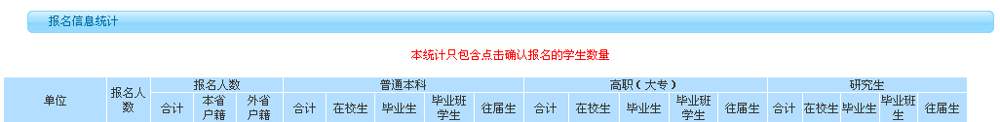 报名信息统计
本统计只包含点击确认报名的学生数量
单位 报名人数 报名人数 普通本科 高职（大专） 研究生
合计 本省户籍 外省户籍 合计 在校生 毕业生 毕业班学生 往届生 合计 在校生 毕业生 毕业班学生 往届生 合计 在校生 毕业生 毕业班学生 往届生